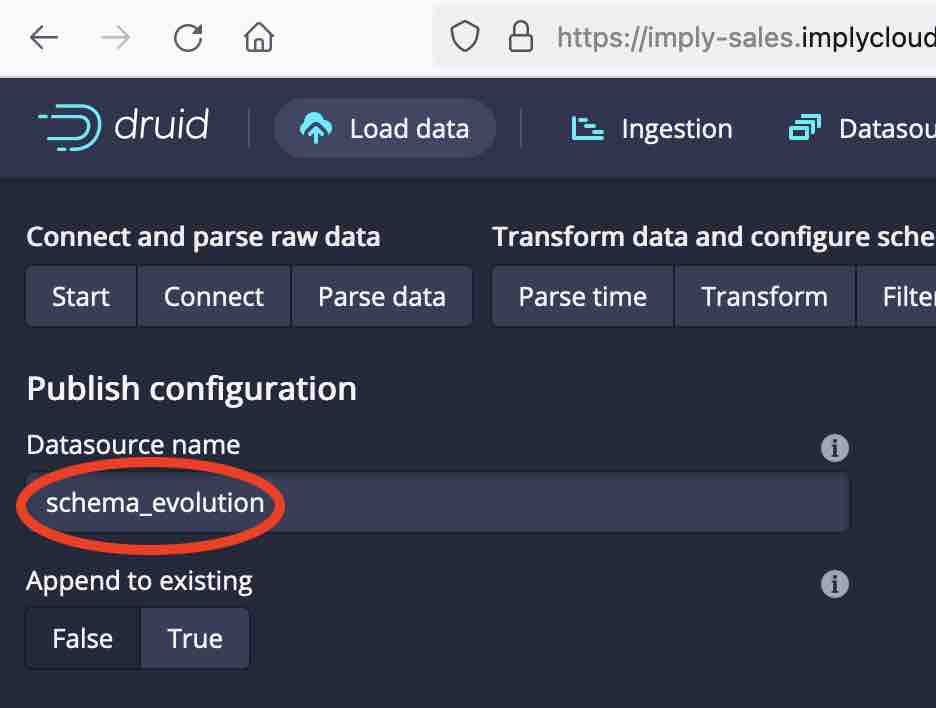 https://imply-sales.implycloud
druid Load data Ingestion Datasou
Connect and parse raw data Transform data and configure sche
Start Connect Parse data Parse time Transform Filter
Publish configuration
Datasource name
schema_evolution
Append to existing
False True